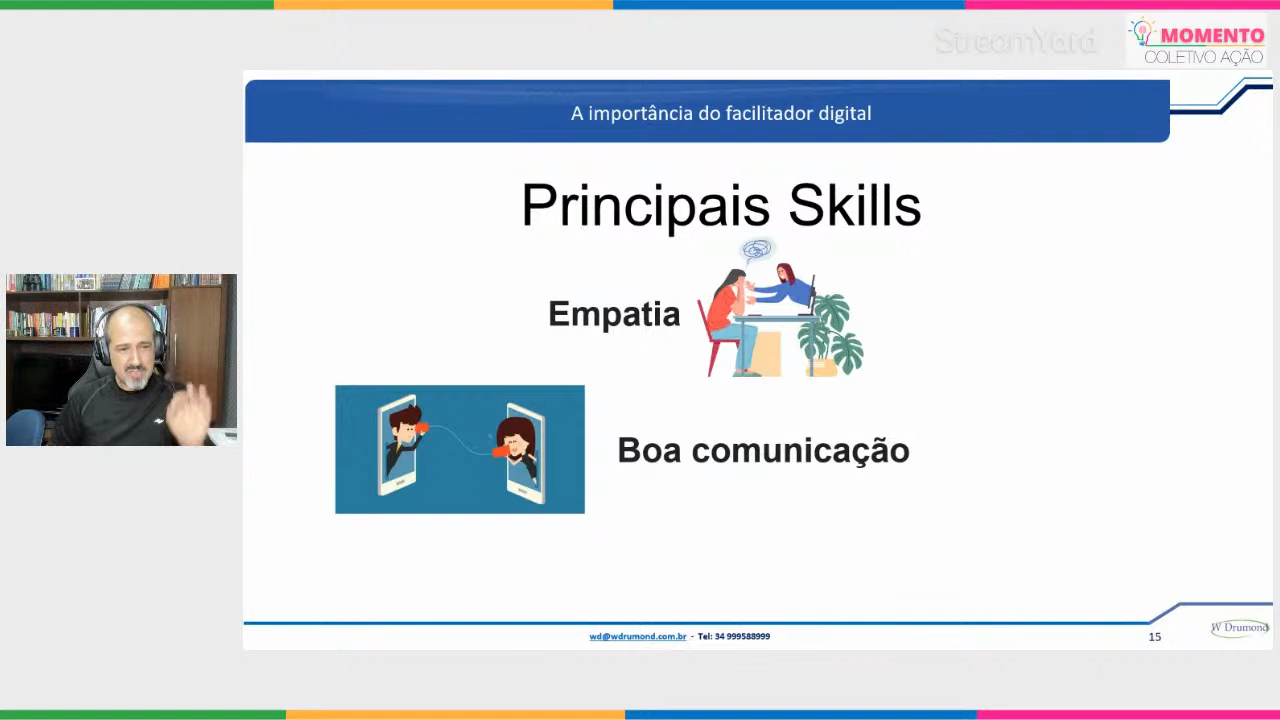 StreamYard
MOMENTO
COLETIVO AÇÃO
A importância do facilitador digital
Principais Skills
Empatia
Boa comunicação
wd@wdrumond.com.br - Tel: 34 999588999
15
W Drumond